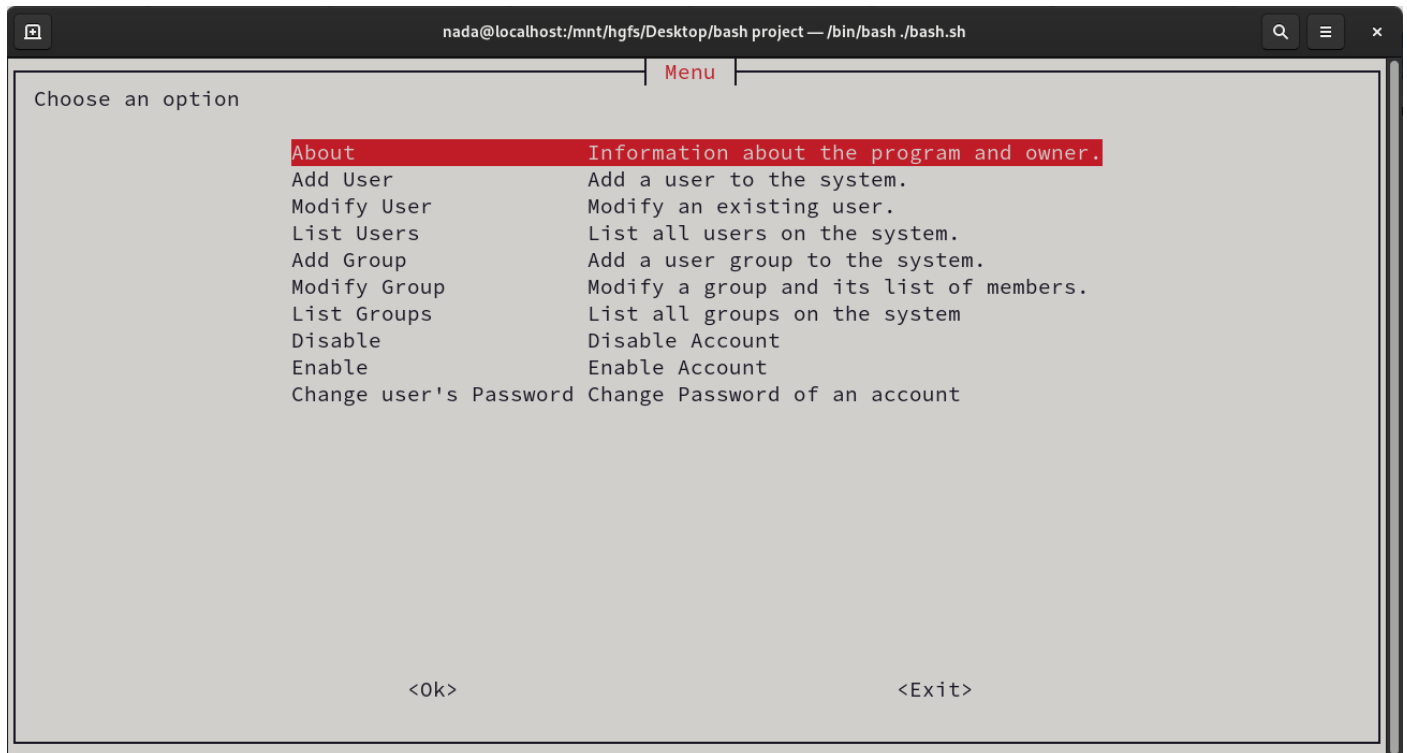 nada@localhost:/mnt/hgfs/Desktop/bash project — /bin/bash ./bash.sh
Menu
Choose an option
About Information about the program and owner.
Add User Add a user to the system.
Modify User Modify an existing user.
List Users List all users on the system.
Add Group Add a user group to the system.
Modify Group Modify a group and its list of members.
List Groups List all groups on the system
Disable Disable Account
Enable Enable Account
Change user's Password Change Password of an account
<Ok> <Exit>